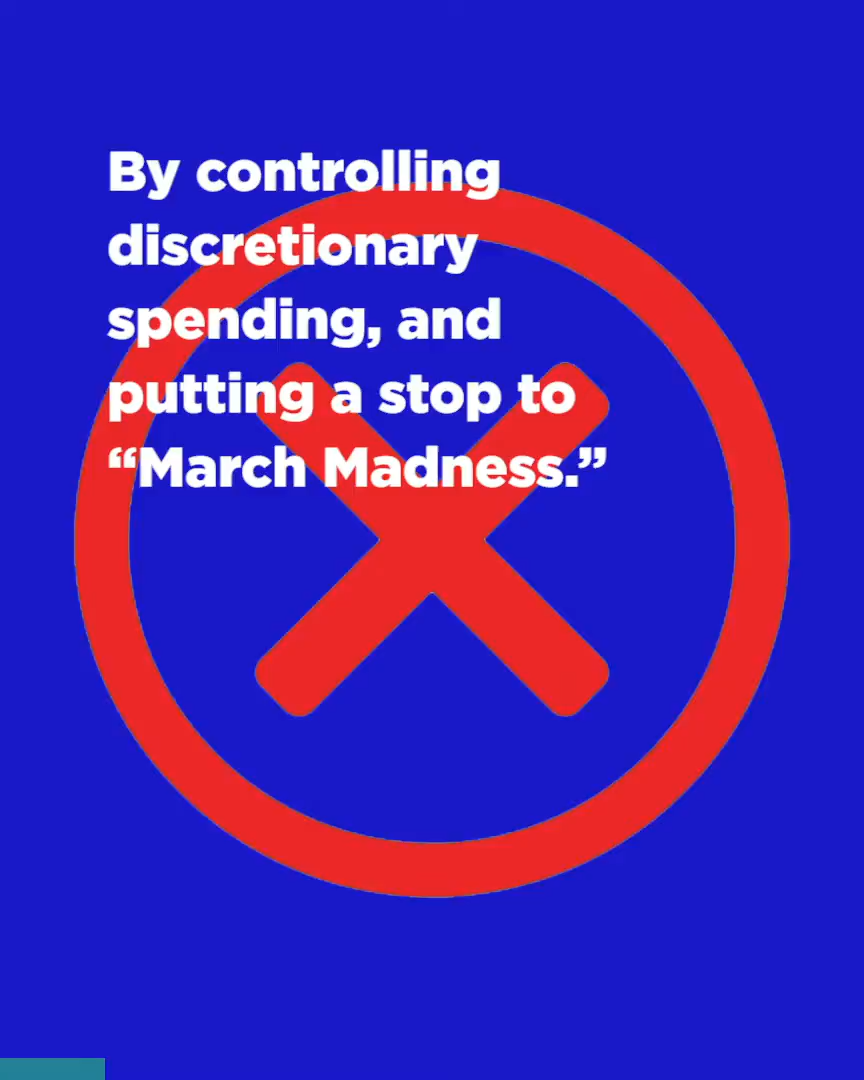 By controlling
discretionary
spending, and
putting a stop to
“March Madness.”